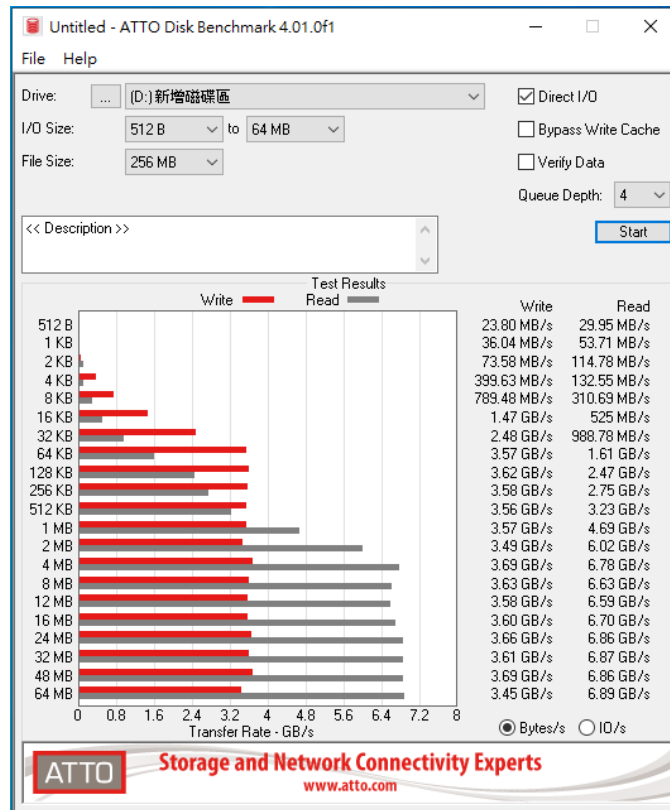 Untitled - ATTO Disk Benchmark 4.01.0f1
File Help
Drive: ... (D:)新增磁碟區
Direct I/O
I/O Size: 512 B to 64 MB
Bypass Write Cache
File Size: 256 MB
Verify Data
Queue Depth: 4
<< Description >>
Start
Test Results
Write Read
Write Read
512 B 23.80 MB/s 29.95 MB/s
1 KB 36.04 MB/s 53.71 MB/s
2 KB 73.58 MB/s 114.78 MB/s
4 KB 399.63 MB/s 132.55 MB/s
8 KB 789.48 MB/s 310.69 MB/s
16 KB 1.47 GB/s 525 MB/s
32 KB 2.48 GB/s 988.78 MB/s
64 KB 3.57 GB/s 1.61 GB/s
128 KB 3.62 GB/s 2.47 GB/s
256 KB 3.58 GB/s 2.75 GB/s
512 KB 3.56 GB/s 3.23 GB/s
1 MB 3.57 GB/s 4.69 GB/s
2 MB 3.49 GB/s 6.02 GB/s
4 MB 3.69 GB/s 6.78 GB/s
8 MB 3.63 GB/s 6.63 GB/s
12 MB 3.58 GB/s 6.59 GB/s
16 MB 3.60 GB/s 6.70 GB/s
24 MB 3.66 GB/s 6.86 GB/s
32 MB 3.61 GB/s 6.87 GB/s
48 MB 3.69 GB/s 6.86 GB/s
64 MB 3.45 GB/s 6.89 GB/s
0 0.8 1.6 2.4 3.2 4 4.8 5.6 6.4 7.2 8
Transfer Rate - GB/s
Bytes/s IO/s
ATTO
Storage and Network Connectivity Experts
www.atto.com